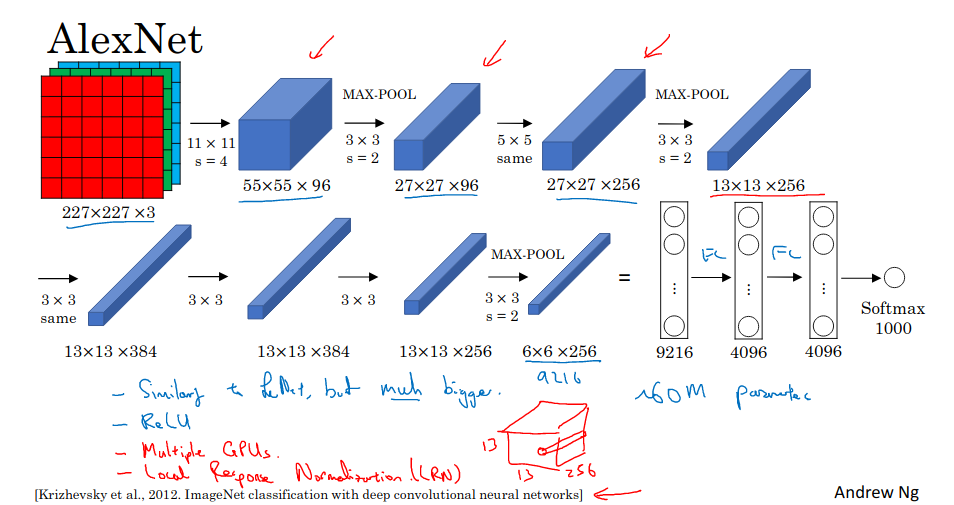 AlexNet
MAX-POOL
MAX-POOL
11 × 11
s = 4
3 × 3
s = 2
5 × 5
same
3 × 3
s = 2
227×227 ×3
55×55 × 96
27×27 ×96
27×27 ×256
13×13 ×256
FC
FC
MAX-POOL
=
3 × 3
same
3 × 3
3 × 3
3 × 3
s = 2
⋮
⋮
⋮
Softmax
1000
13×13 ×384
13×13 ×384
13×13 ×256
6×6 ×256
9216
4096
4096
9216
- Similarity to LeNet, but much bigger.
~60M parameters
- ReLU
- Multiple GPUs.
- Local Response Normalization (LRN)
13
13
256
[Krizhevsky et al., 2012. ImageNet classification with deep convolutional neural networks]
Andrew Ng